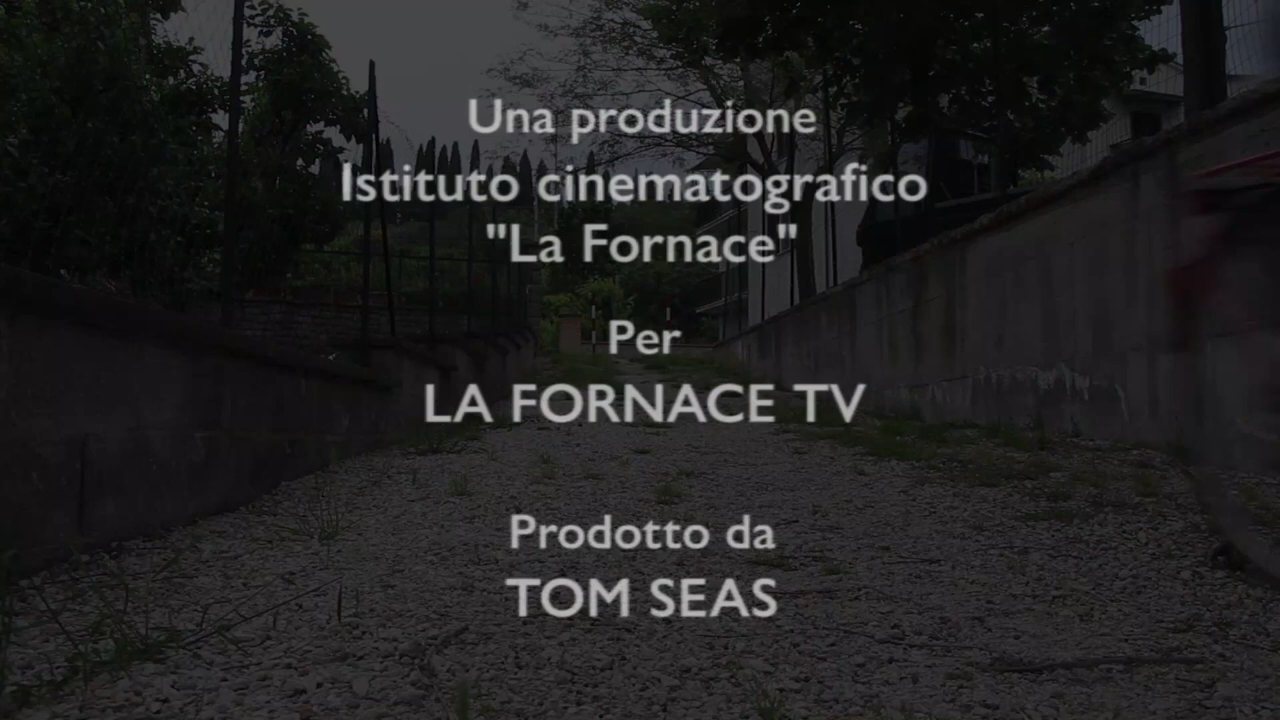 Una produzione
Istituto cinematografico
"La Fornace"
Per
LA FORNACE TV
Prodotto da
TOM SEAS